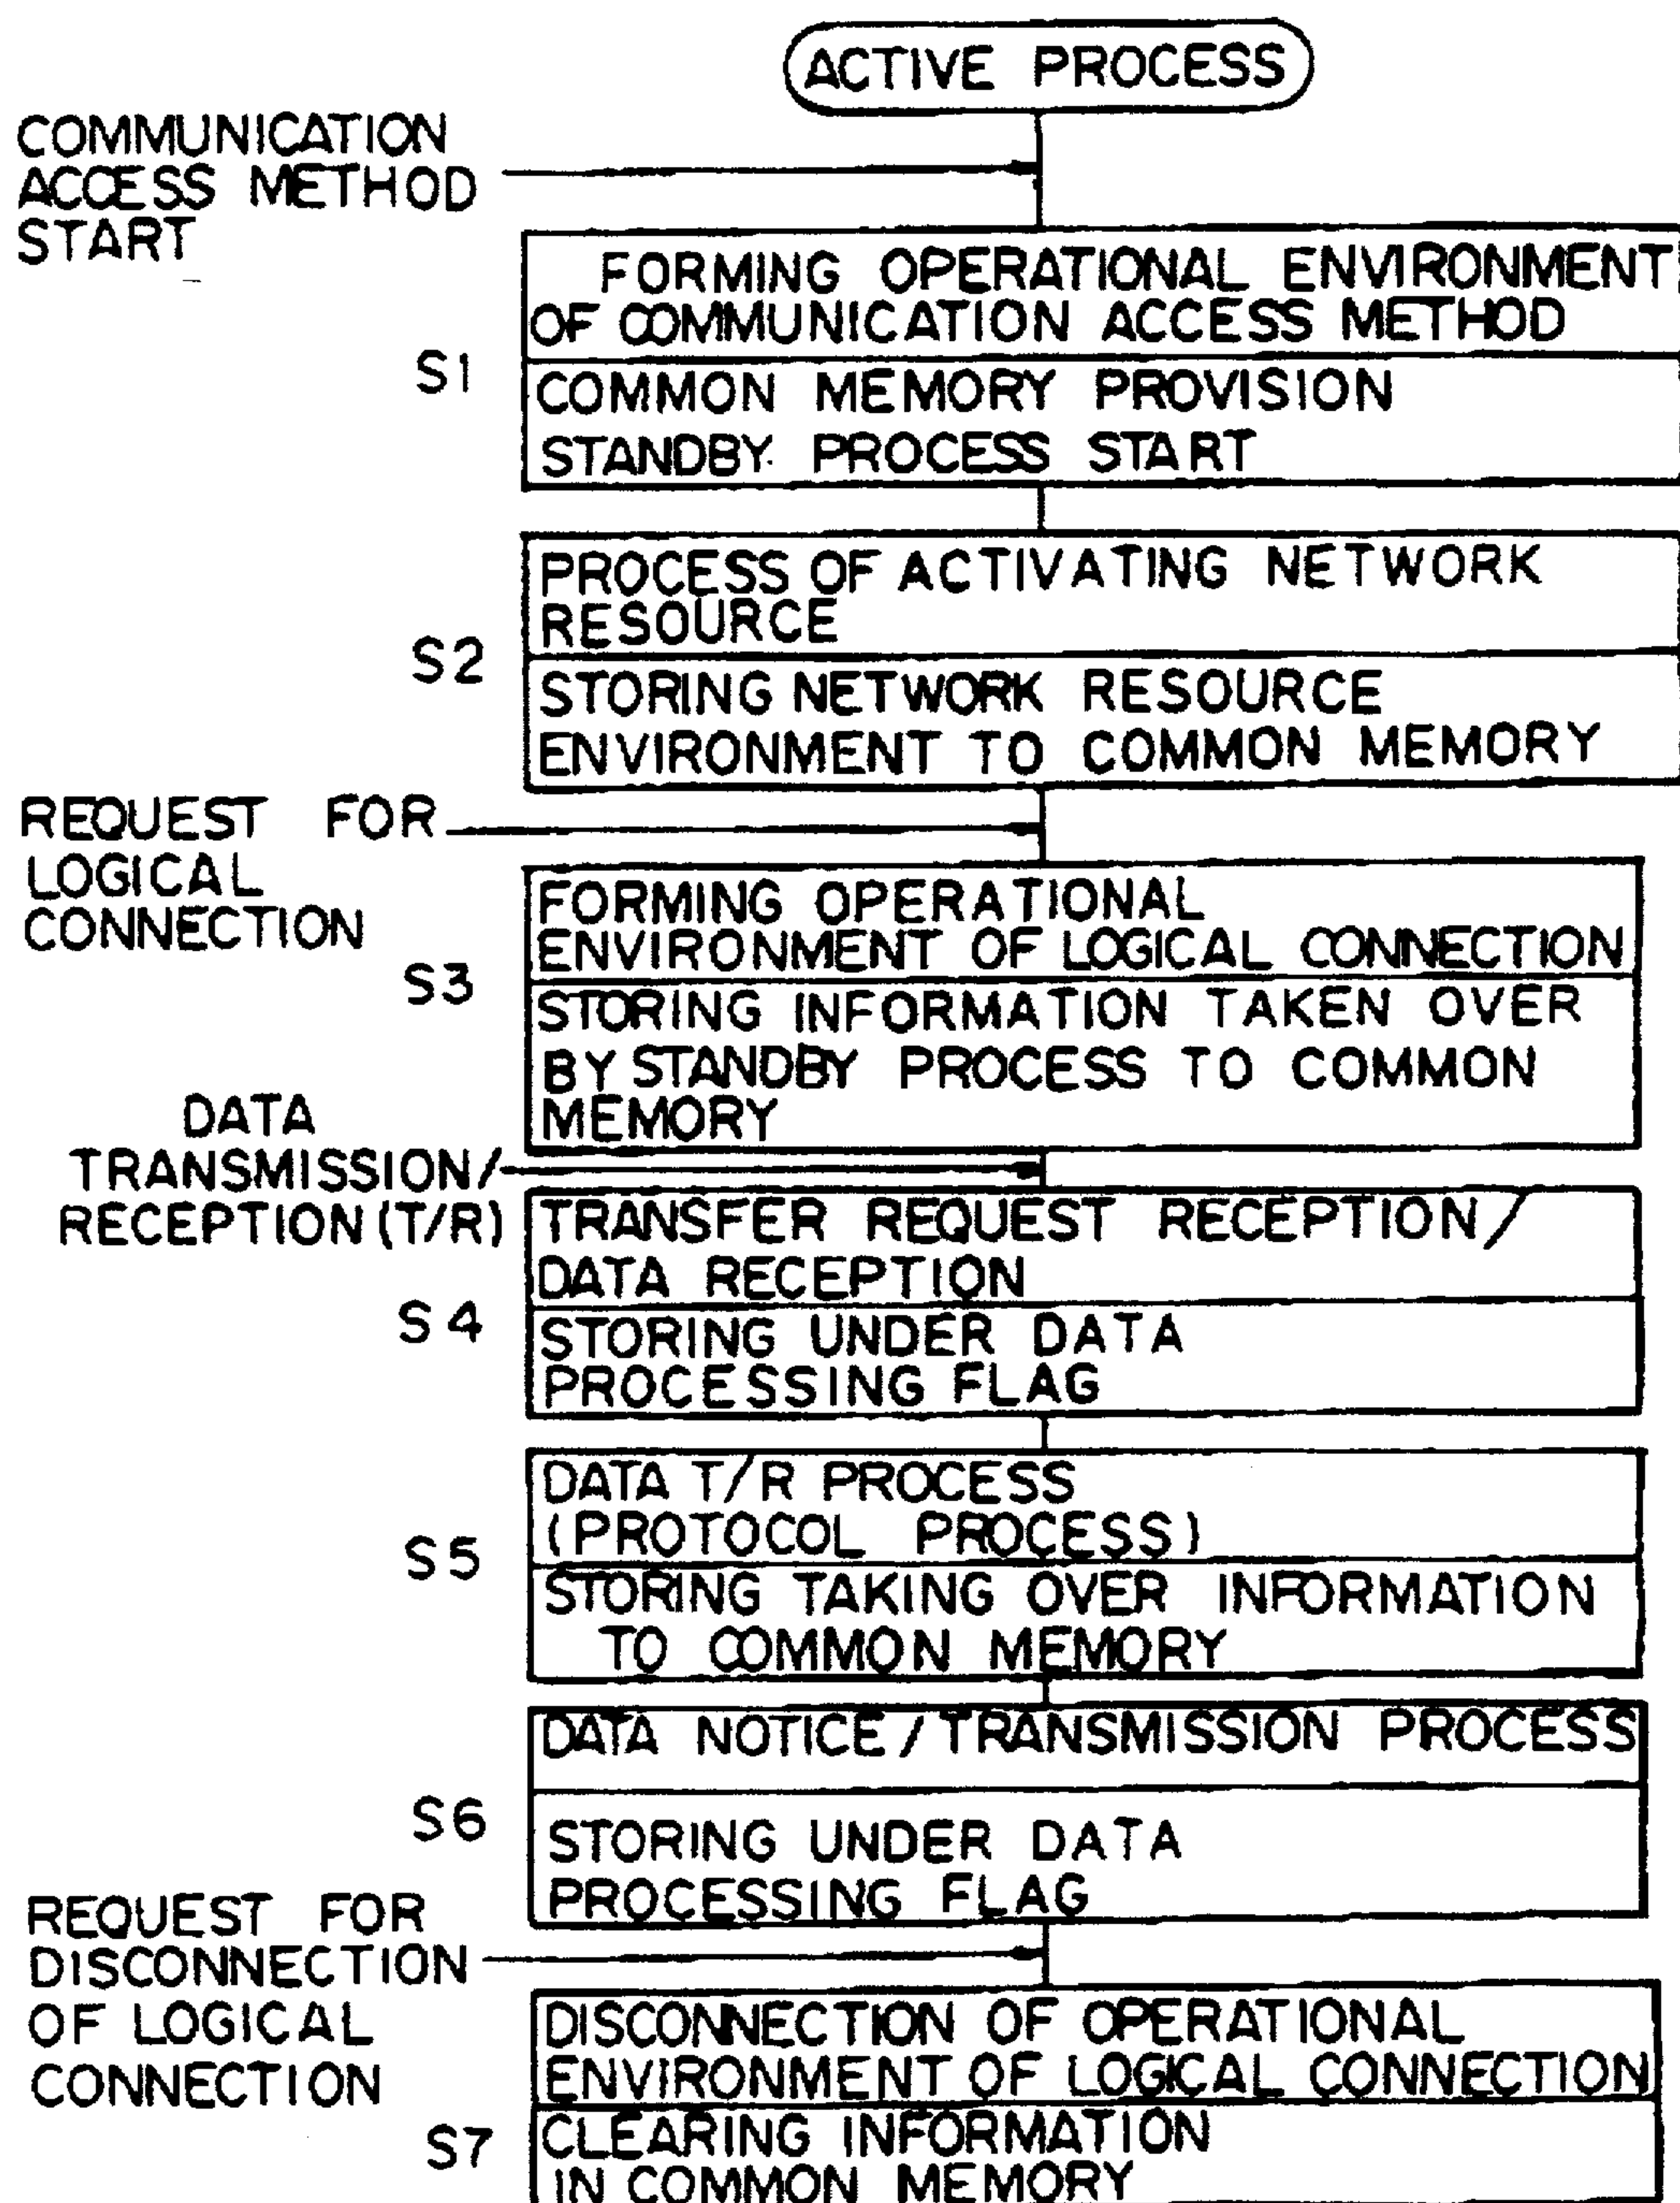 ACTIVE PROCESS
COMMUNICATION
ACCESS METHOD
START
FORMING OPERATIONAL ENVIRONMENT
OF COMMUNICATION ACCESS METHOD
S1
COMMON MEMORY PROVISION
STANDBY PROCESS START
PROCESS OF ACTIVATING NETWORK
RESOURCE
S2
STORING NETWORK RESOURCE
ENVIRONMENT TO COMMON MEMORY
REQUEST FOR
LOGICAL
CONNECTION
FORMING OPERATIONAL
ENVIRONMENT OF LOGICAL CONNECTION
S3
STORING INFORMATION TAKEN OVER
BY STANDBY PROCESS TO COMMON
MEMORY
DATA
TRANSMISSION/
RECEPTION (T/R)
TRANSFER REQUEST RECEPTION/
DATA RECEPTION
S4
STORING UNDER DATA
PROCESSING FLAG
DATA T/R PROCESS
(PROTOCOL PROCESS)
S5
STORING TAKING OVER INFORMATION
TO COMMON MEMORY
DATA NOTICE/TRANSMISSION PROCESS
S6
STORING UNDER DATA
PROCESSING FLAG
REQUEST FOR
DISCONNECTION
OF LOGICAL
CONNECTION
DISCONNECTION OF OPERATIONAL
ENVIRONMENT OF LOGICAL CONNECTION
S7
CLEARING INFORMATION
IN COMMON MEMORY